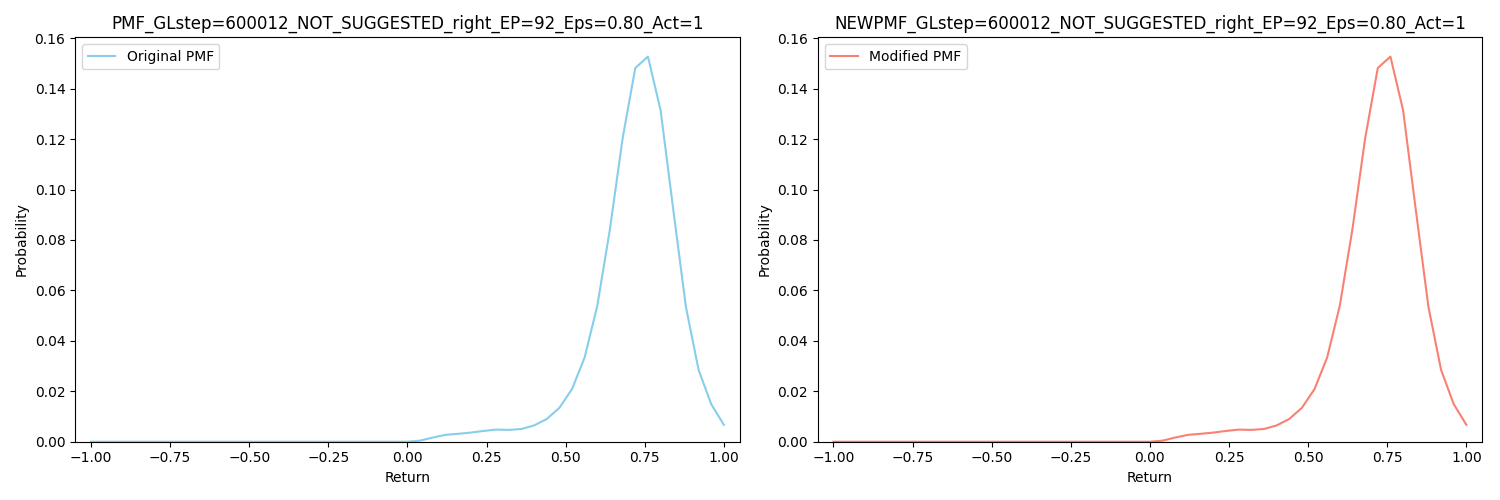 PMF_GLstep=600012_NOT_SUGGESTED_right_EP=92_Eps=0.80_Act=1
Original PMF
0.16
0.14
0.12
0.10
0.08
0.06
0.04
0.02
0.00
Probability
−1.00 −0.75 −0.50 −0.25 0.00 0.25 0.50 0.75 1.00
Return
NEWPMF_GLstep=600012_NOT_SUGGESTED_right_EP=92_Eps=0.80_Act=1
Modified PMF
0.16
0.14
0.12
0.10
0.08
0.06
0.04
0.02
0.00
Probability
−1.00 −0.75 −0.50 −0.25 0.00 0.25 0.50 0.75 1.00
Return